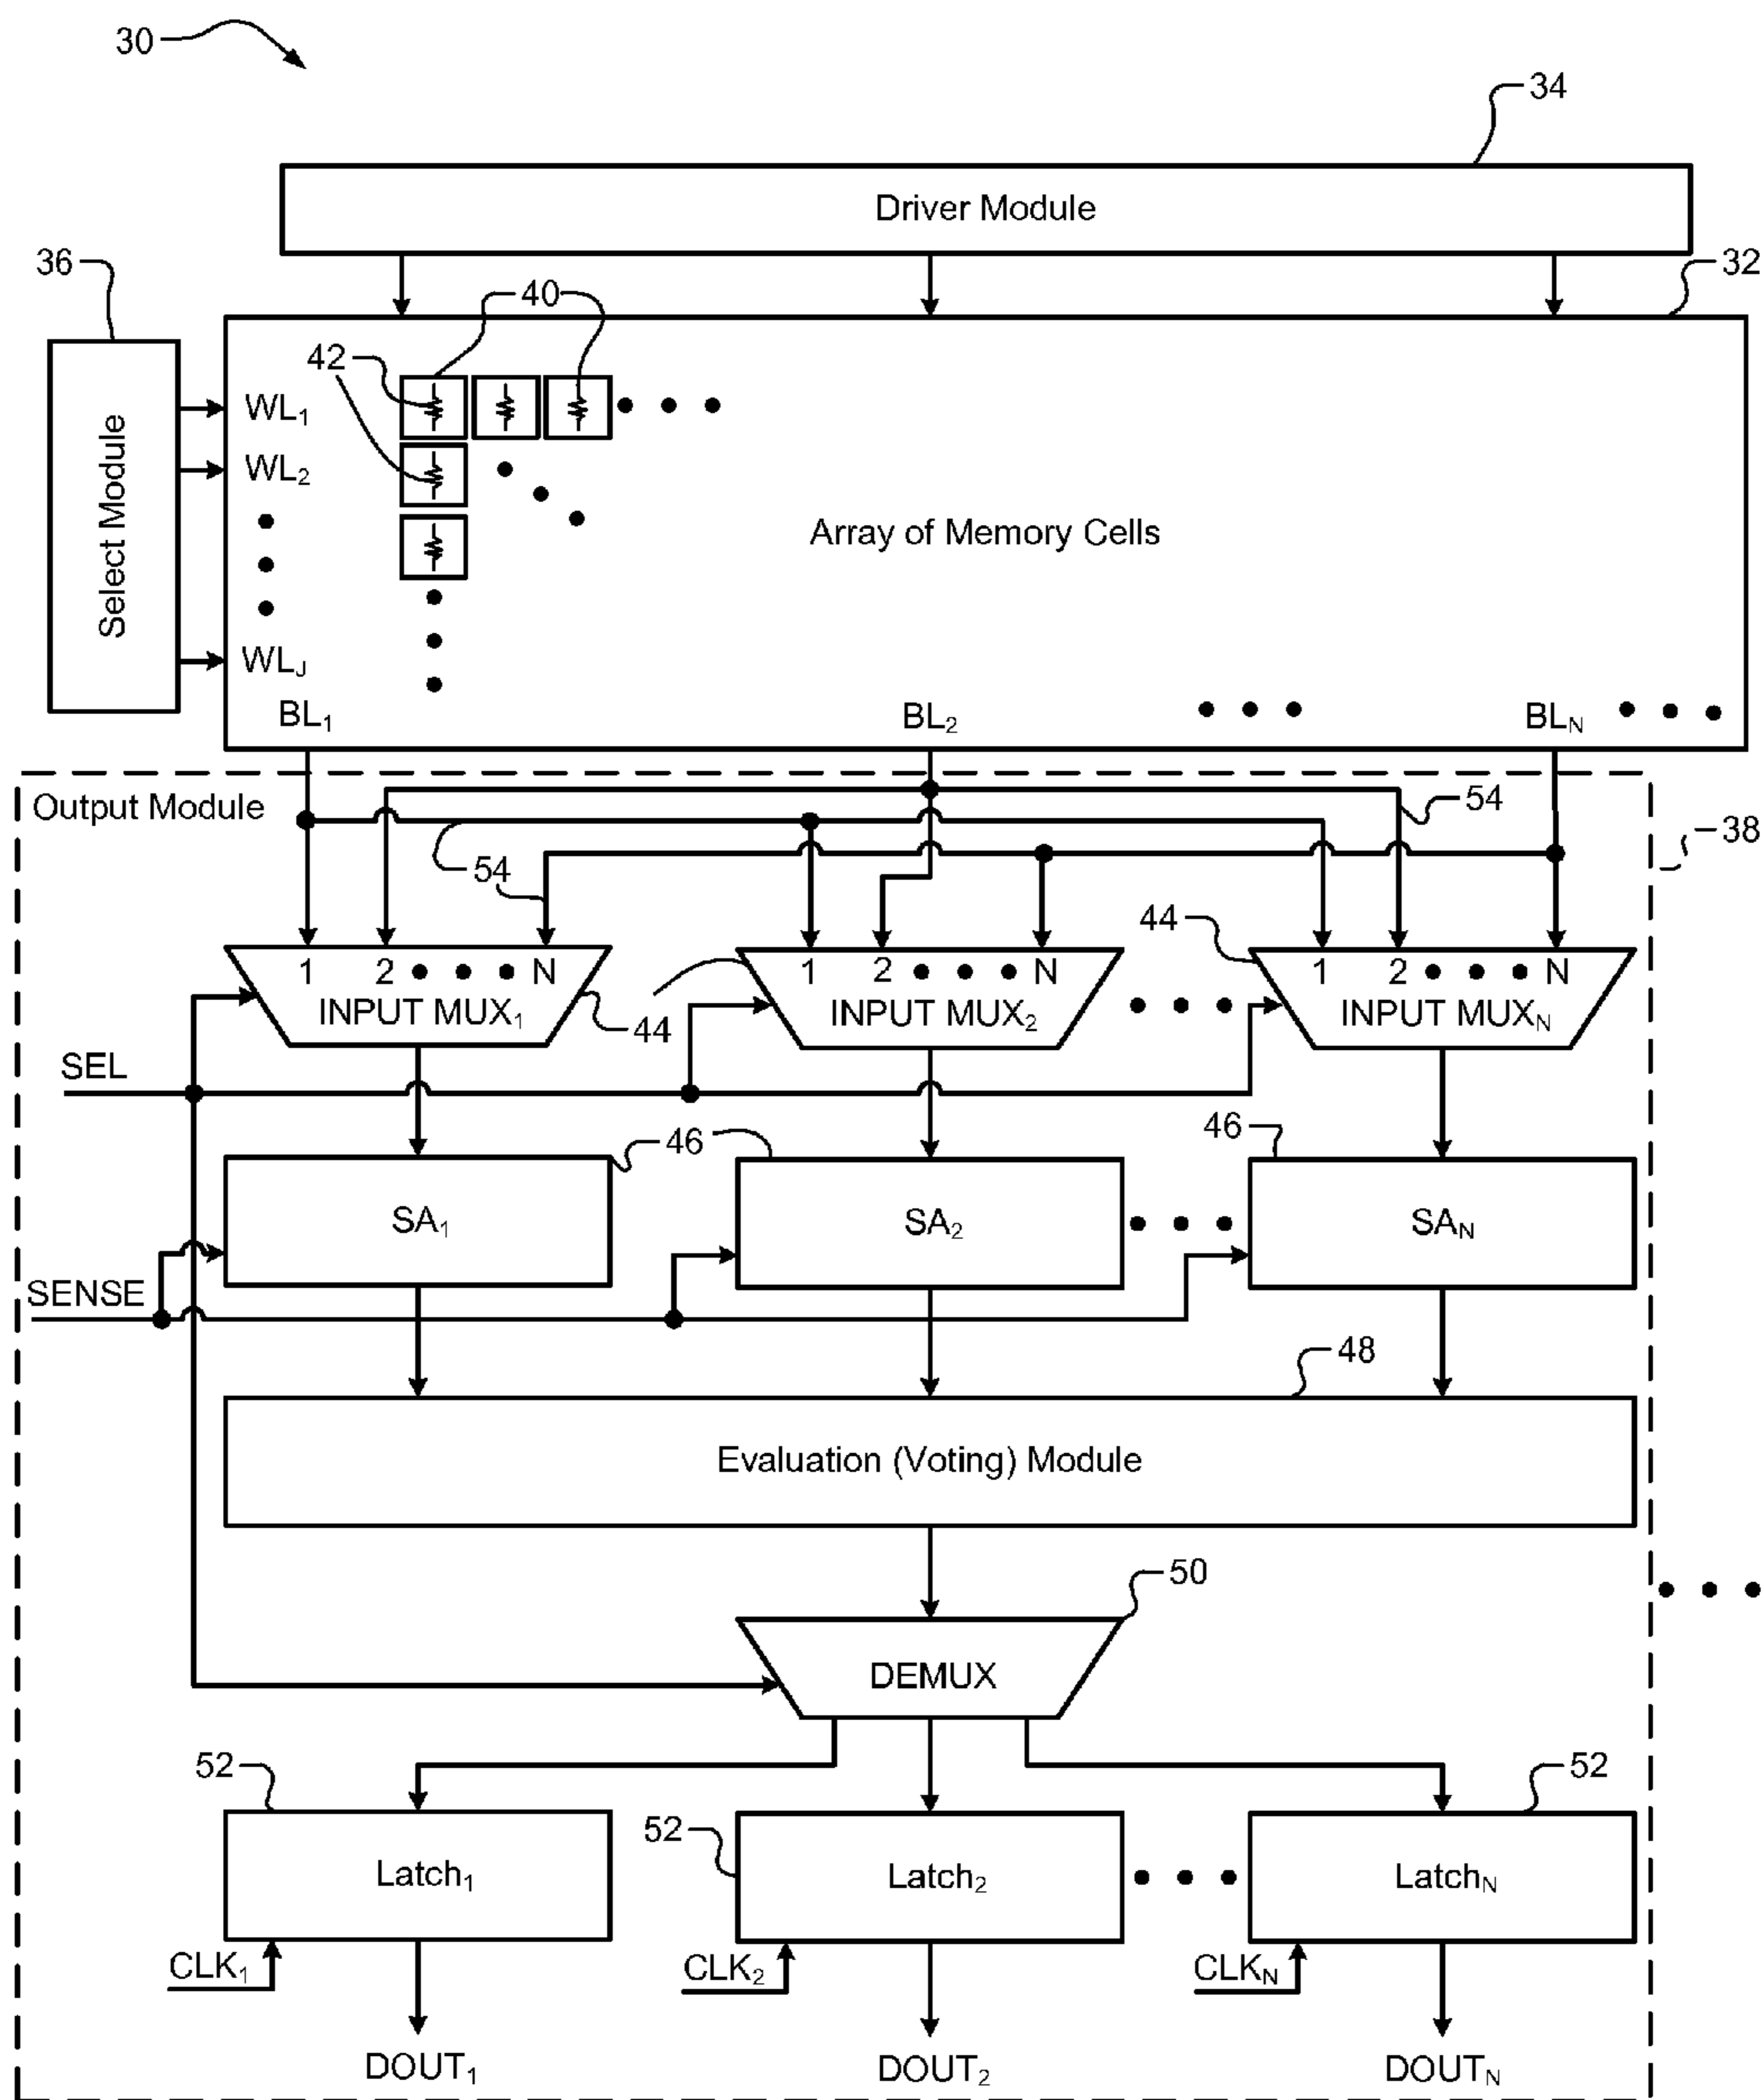 30
34
Driver Module
36
32
40
42
Select Module
WL1
WL2
WLJ
Array of Memory Cells
BL1 BL2 BLN
Output Module
54
38
54
44
1 2 N
INPUT MUX1
44
1 2 N
INPUT MUX2
1 2 N
INPUT MUXN
SEL
46
46
SA1
SA2
SAN
SENSE
48
Evaluation (Voting) Module
50
DEMUX
52
52
52
Latch1
Latch2
LatchN
CLK1
CLK2
CLKN
DOUT1
DOUT2
DOUTN